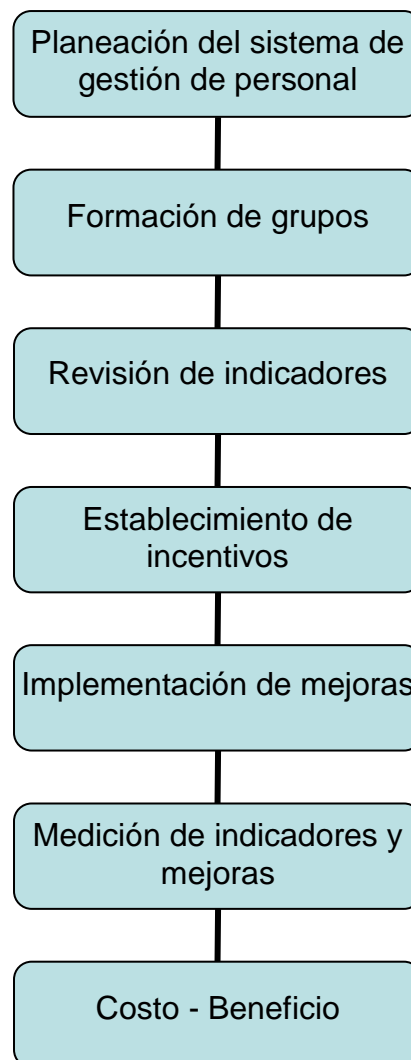 Planeación del sistema de
gestión de personal
Formación de grupos
Revisión de indicadores
Establecimiento de
incentivos
Implementación de mejoras
Medición de indicadores y
mejoras
Costo - Beneficio